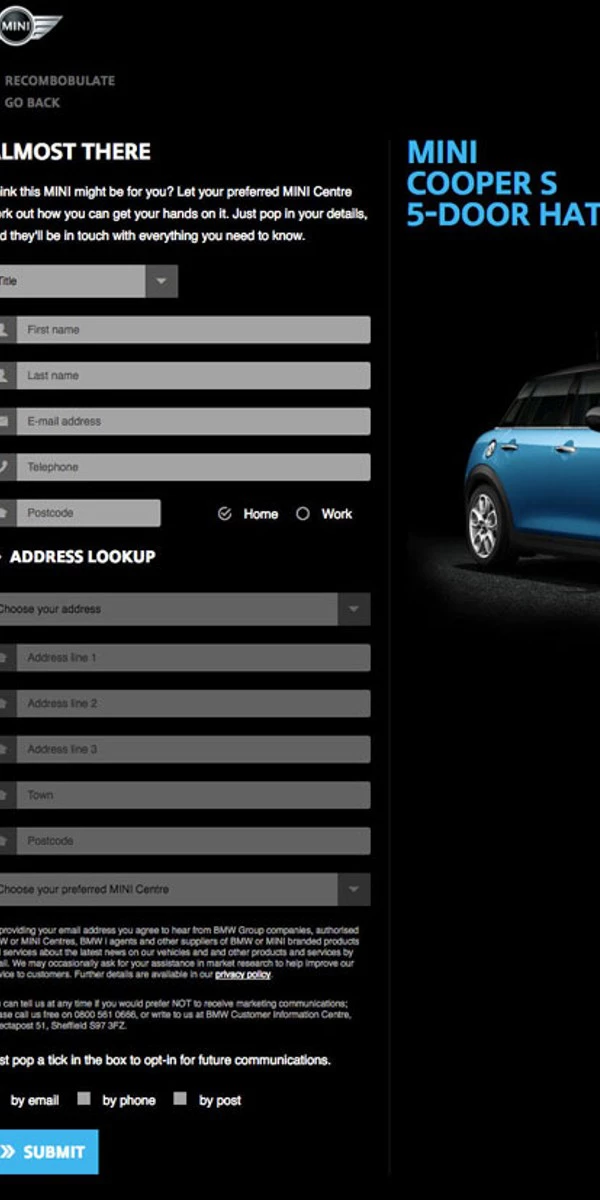 MINI
RECOMBOBULATE
GO BACK
LMOST THERE
ink this MINI might be for you? Let your preferred MINI Centre
rk out how you can get your hands on it. Just pop in your details,
d they'll be in touch with everything you need to know.
Title
First name
Last name
E-mail address
Telephone
Postcode
Home
Work
ADDRESS LOOKUP
Choose your address
Address line 1
Address line 2
Address line 3
Town
Postcode
Choose your preferred MINI Centre
providing your email address you agree to hear from BMW Group companies, authorised
W or MINI Centres, BMW i agents and other suppliers of BMW or MINI branded products
services about the latest news on our vehicles and and other products and services by
ail. We may occasionally ask for your assistance in market research to help improve our
vice to customers. Further details are available in our privacy policy.
can tell us at any time if you would prefer NOT to receive marketing communications;
ase call us free on 0800 561 0666, or write to us at BMW Customer Information Centre,
ectapost 51, Sheffield S97 3FZ.
st pop a tick in the box to opt-in for future communications.
by email
by phone
by post
SUBMIT
MINI
COOPER S
5-DOOR HAT